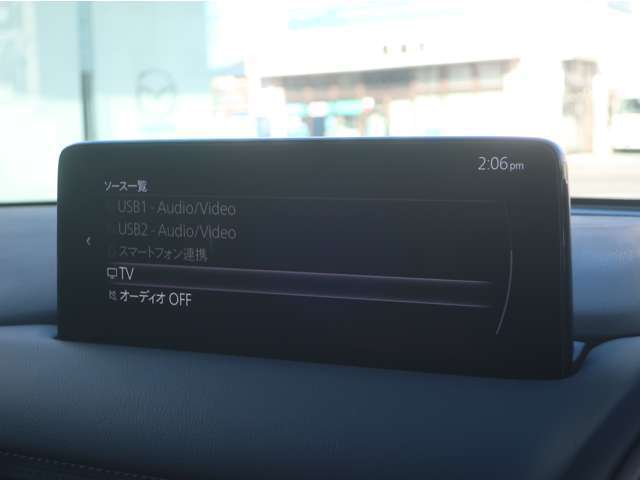 2:06pm
ソース一覧
USB1 - Audio/Video
USB2 - Audio/Video
スマートフォン連携
TV
オーディオ OFF